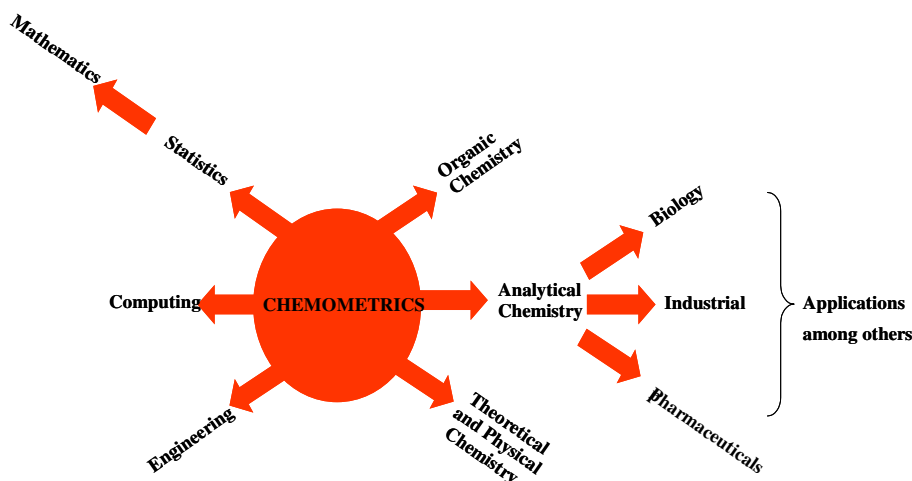 Mathematics
Statistics
Organic
Chemistry
Biology
Computing
CHEMOMETRICS
Analytical
Chemistry
Industrial
Applications
among others
Engineering
Theoretical
and Physical
Chemistry
Pharmaceuticals